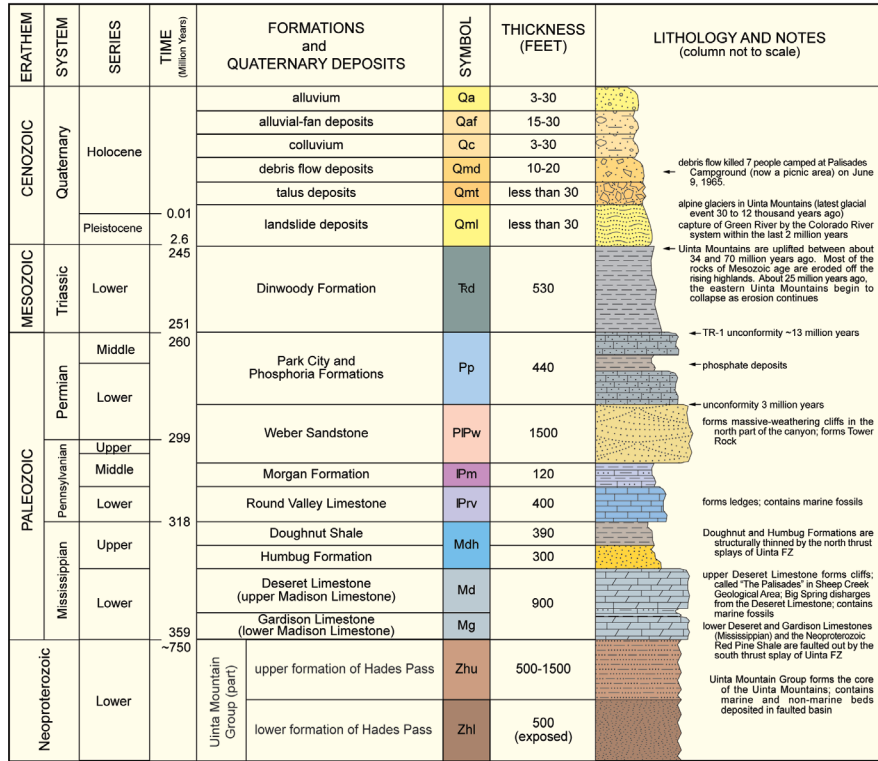 ERATHEM
SYSTEM
SERIES
TIME
(Million Years)
FORMATIONS
and
QUATERNARY DEPOSITS
SYMBOL
THICKNESS
(FEET)
LITHOLOGY AND NOTES
(column not to scale)
CENOZOIC
Quaternary
Holocene
Pleistocene
0.01
2.6
alluvium
Qa
3-30
alluvial-fan deposits
Qaf
15-30
colluvium
Qc
3-30
debris flow deposits
Qmd
10-20
debris flow killed 7 people camped at Palisades
Campground (now a picnic area) on June
9, 1965.
talus deposits
Qmt
less than 30
landslide deposits
Qml
less than 30
alpine glaciers in Uinta Mountains (latest glacial
event 30 to 12 thousand years ago)
capture of Green River by the Colorado River
system within the last 2 million years
MESOZOIC
Triassic
Lower
245
251
Dinwoody Formation
Ꞧd
530
Uinta Mountains are uplifted between about
34 and 70 million years ago. Most of the
rocks of Mesozoic age are eroded off the
rising highlands. About 25 million years ago,
the eastern Uinta Mountains begin to
collapse as erosion continues
TR-1 unconformity ~13 million years
PALEOZOIC
Permian
Middle
Lower
260
299
Park City and
Phosphoria Formations
Pp
440
phosphate deposits
unconformity 3 million years
Weber Sandstone
PIPw
1500
forms massive-weathering cliffs in the
north part of the canyon; forms Tower
Rock
Pennsylvanian
Upper
Middle
Lower
318
Morgan Formation
IPm
120
Round Valley Limestone
IPrv
400
forms ledges; contains marine fossils
Mississippian
Upper
Lower
359
Doughnut Shale
390
Mdh
Humbug Formation
300
Doughnut and Humbug Formations are
structurally thinned by the north thrust
splays of Uinta FZ
Deseret Limestone
(upper Madison Limestone)
Md
900
upper Deseret Limestone forms cliffs;
called “The Palisades” in Sheep Creek
Geological Area; Big Spring disharges
from the Deseret Limestone; contains
marine fossils
Gardison Limestone
(lower Madison Limestone)
Mg
lower Deseret and Gardison Limestones
(Mississippian) and the Neoproterozoic
Red Pine Shale are faulted out by the
south thrust splay of Uinta FZ
Neoproterozoic
Lower
~750
Uinta Mountain
Group (part)
upper formation of Hades Pass
Zhu
500-1500
Uinta Mountain Group forms the core
of the Uinta Mountains; contains
marine and non-marine beds
deposited in faulted basin
lower formation of Hades Pass
Zhl
500
(exposed)